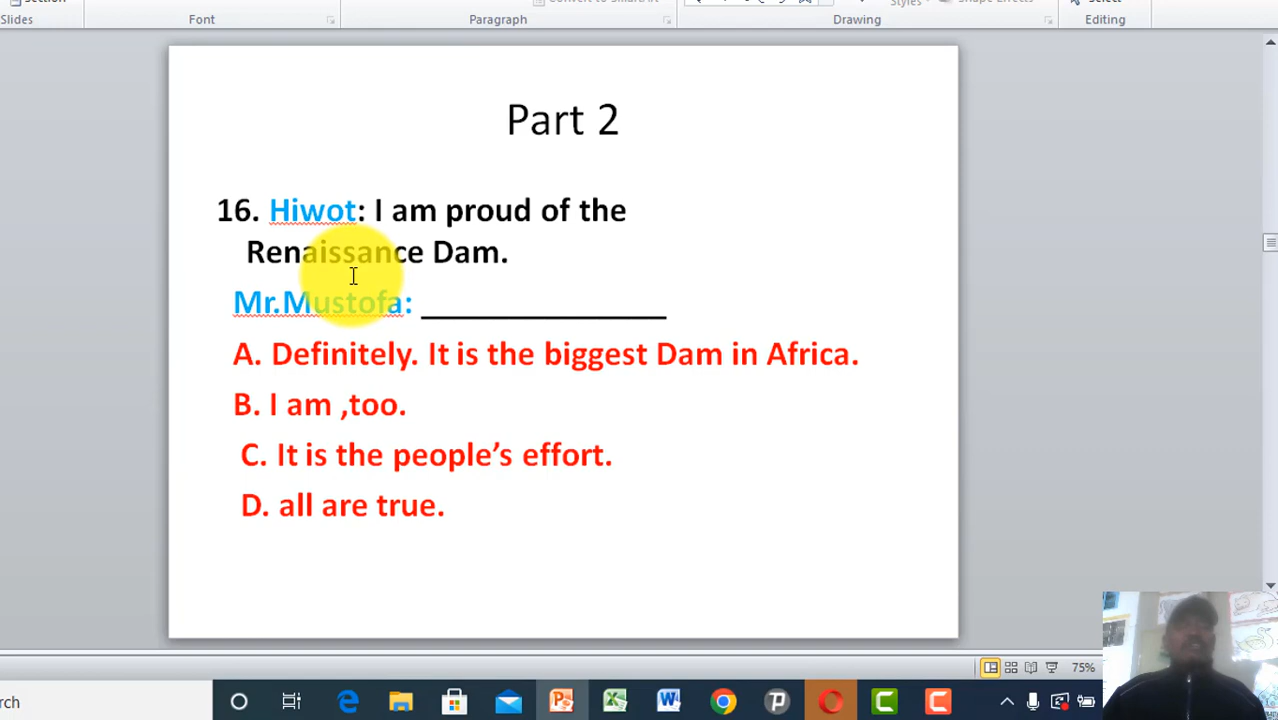 Slides
Font
Paragraph
Drawing
Editing
Part 2
16. Hiwot: I am proud of the
Renaissance Dam.
Mr.Mustofa: _______________
A. Definitely. It is the biggest Dam in Africa.
B. I am ,too.
C. It is the people’s effort.
D. all are true.
75%
rch